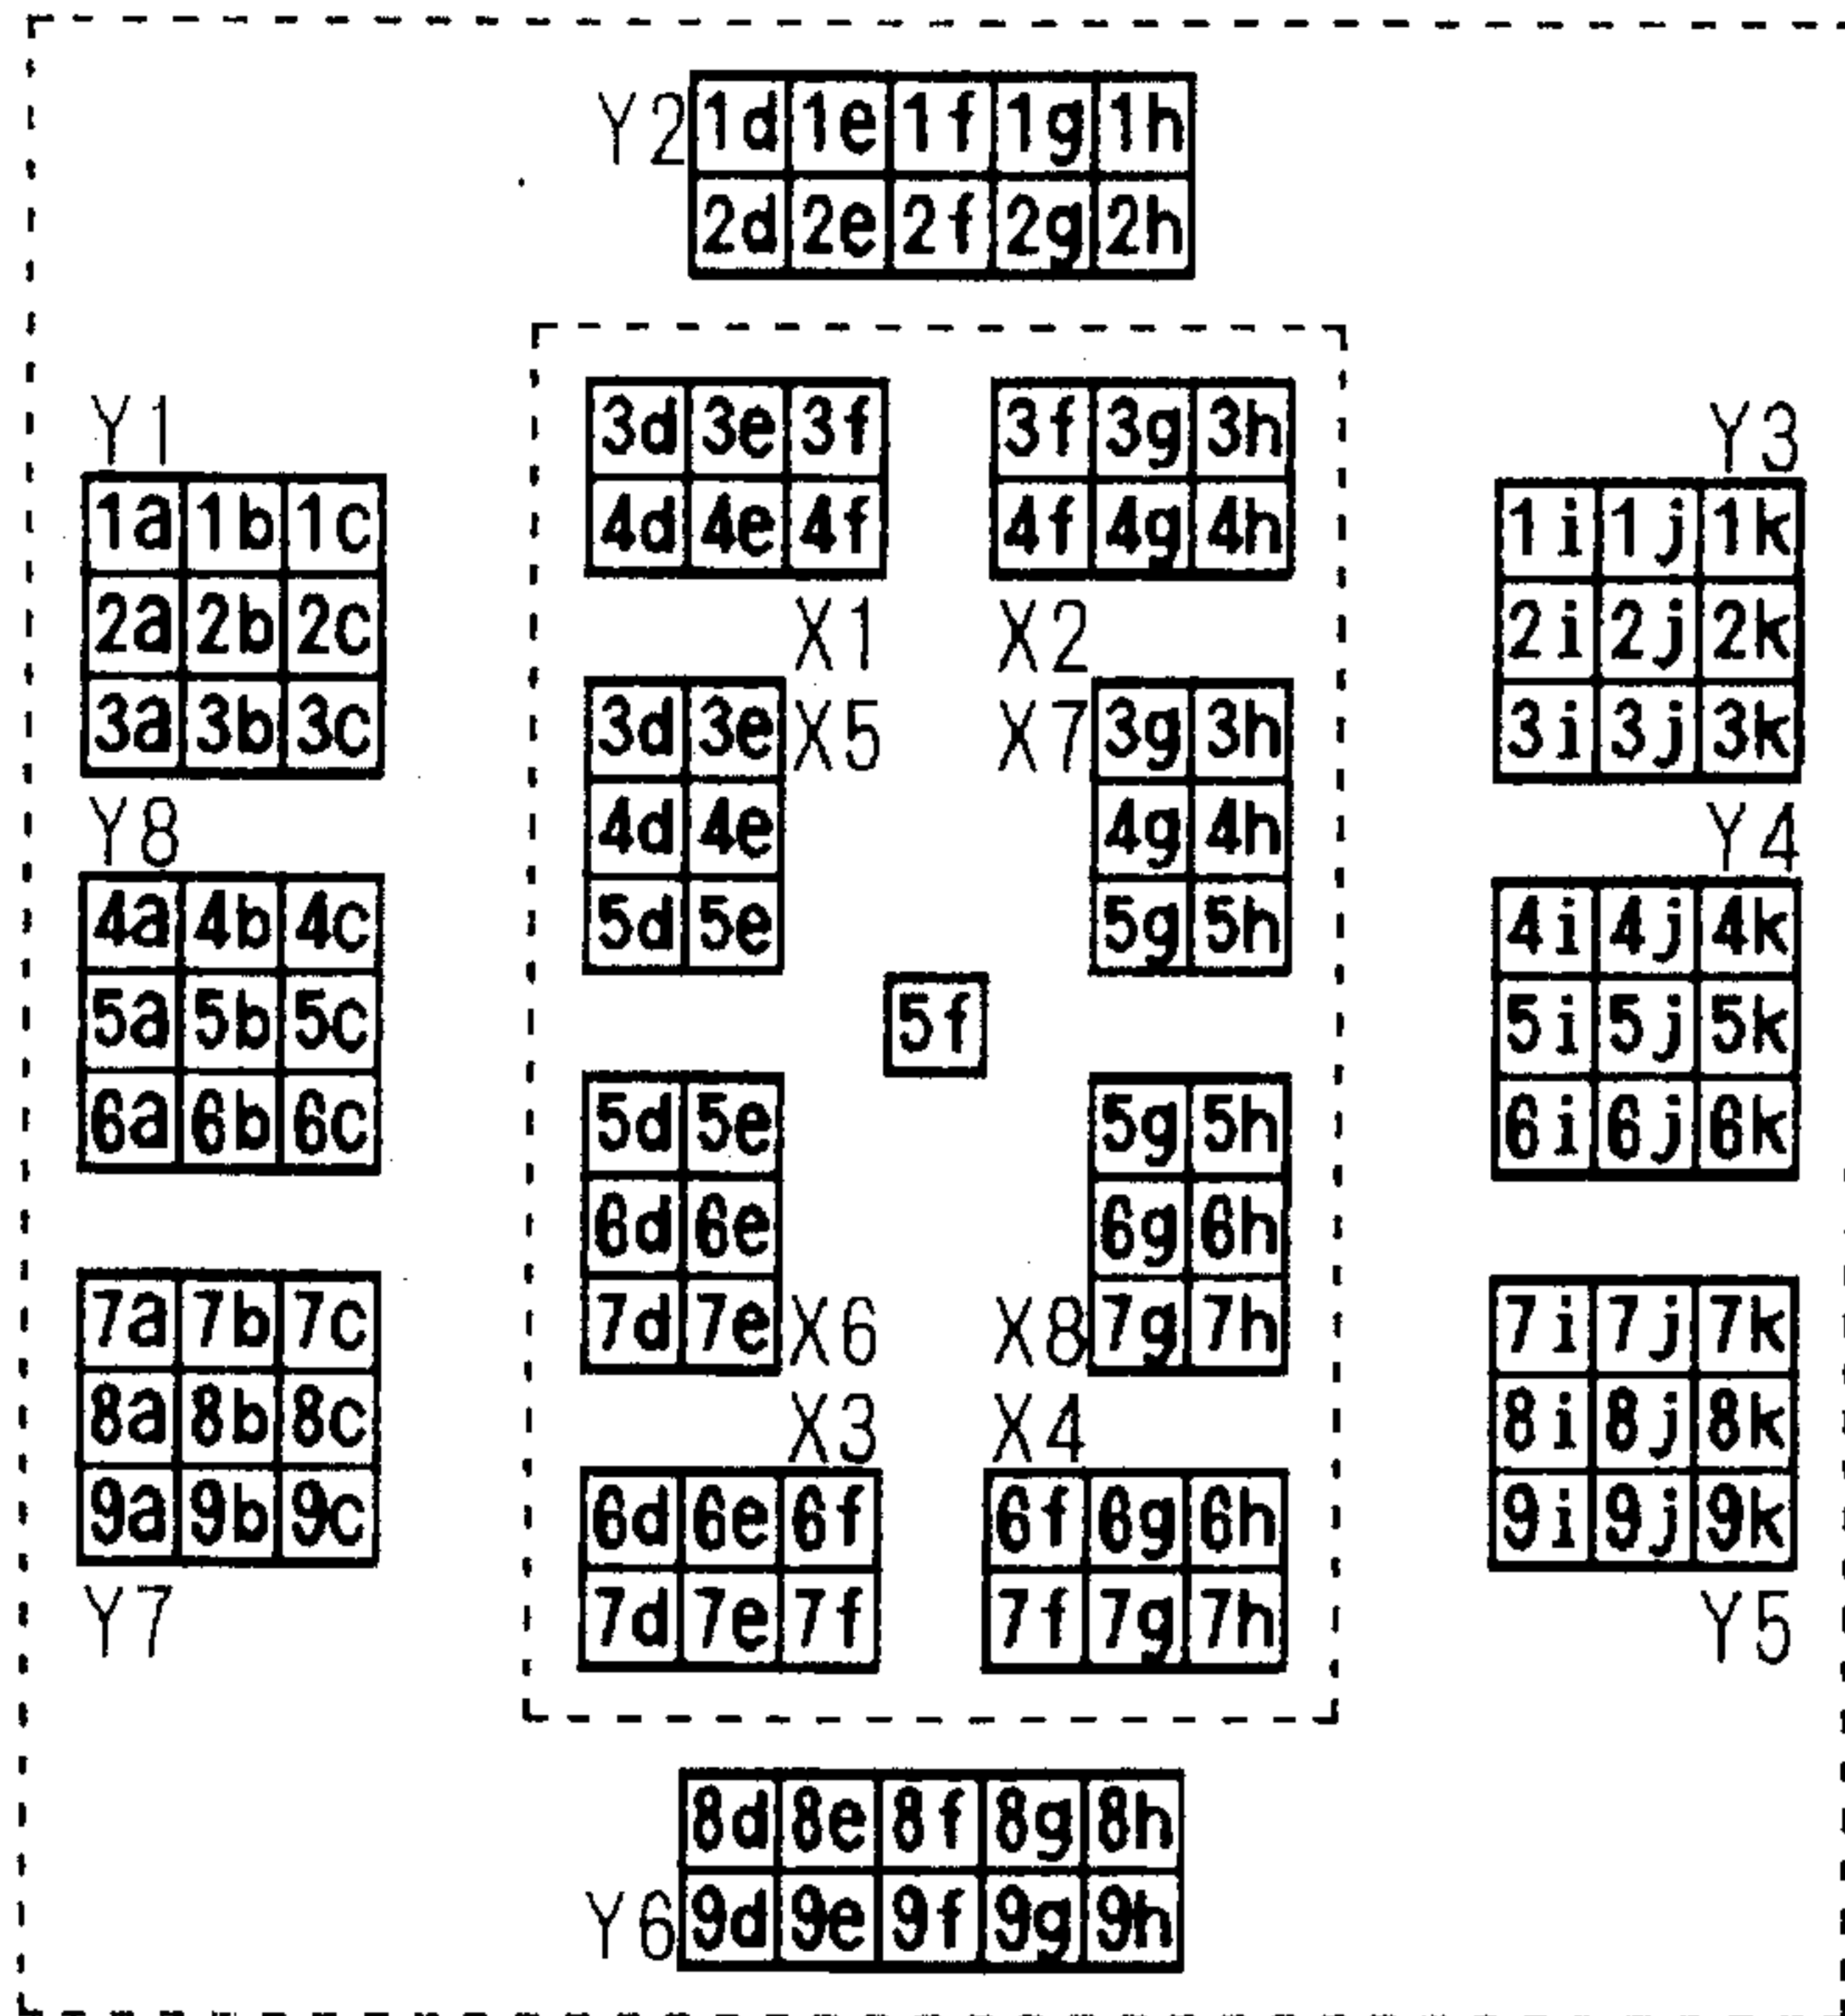 Y2
1d 1e 1f 1g 1h
2d 2e 2f 2g 2h
Y1
1a 1b 1c
2a 2b 2c
3a 3b 3c
Y8
4a 4b 4c
5a 5b 5c
6a 6b 6c
7a 7b 7c
8a 8b 8c
9a 9b 9c
Y7
3d 3e 3f
4d 4e 4f
X1
3f 3g 3h
4f 4g 4h
X2
X5
3d 3e
4d 4e
5d 5e
X7
3g 3h
4g 4h
5g 5h
5f
5d 5e
6d 6e
7d 7e
X6
5g 5h
6g 6h
7g 7h
X8
X3
6d 6e 6f
7d 7e 7f
X4
6f 6g 6h
7f 7g 7h
Y3
1i 1j 1k
2i 2j 2k
3i 3j 3k
Y4
4i 4j 4k
5i 5j 5k
6i 6j 6k
7i 7j 7k
8i 8j 8k
9i 9j 9k
Y5
8d 8e 8f 8g 8h
9d 9e 9f 9g 9h
Y6